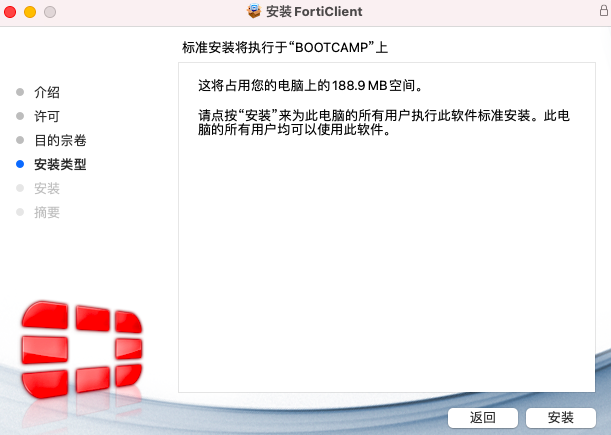 安装 FortiClient
标准安装将执行于“BOOTCAMP”上
介绍
许可
目的宗卷
安装类型
安装
摘要
这将占用您的电脑上的188.9 MB空间。
请点按“安装”来为此电脑的所有用户执行此软件标准安装。此电
脑的所有用户均可以使用此软件。
返回
安装